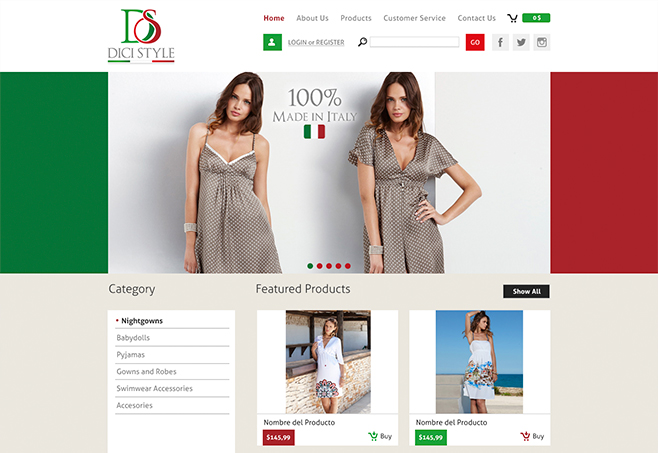 DS
DICI STYLE
Home About Us Products Customer Service Contact Us 0 $
LOGIN or REGISTER GO
100%
MADE IN ITALY
Category
Featured Products
Show All
Nightgowns
Babydolls
Pyjamas
Gowns and Robes
Swimwear Accessories
Accesories
Nombre del Producto
$145,99 Buy
Nombre del Producto
$145,99 Buy